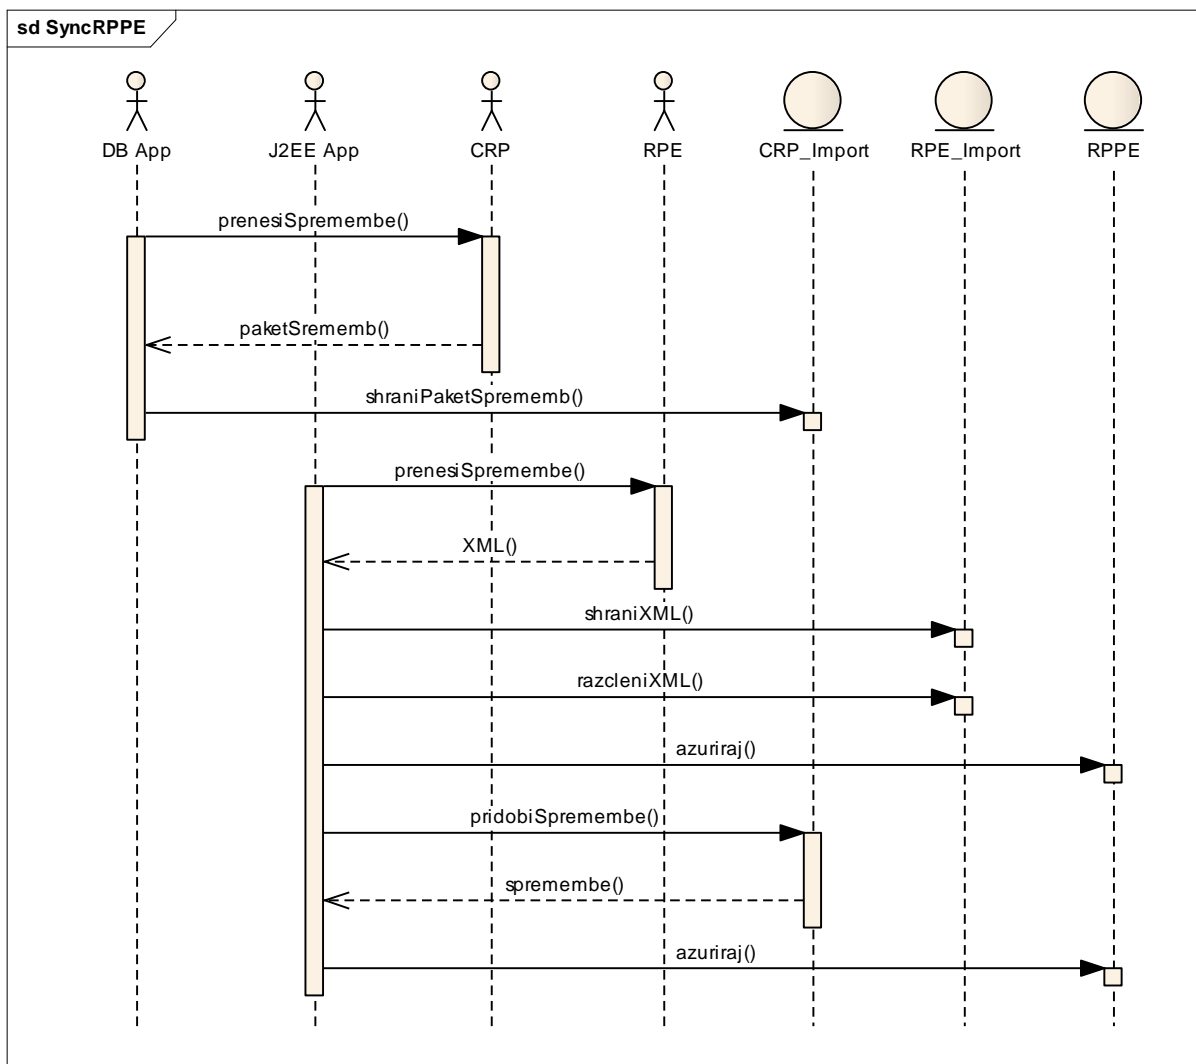 sd SyncRPPE
DB App
J2EE App
CRP
RPE
CRP_Import
RPE_Import
RPPE
prenesiSpremembe()
paketSrememb()
shraniPaketSprememb()
prenesiSpremembe()
XML()
shraniXML()
razcleniXML()
azuriraj()
pridobiSpremembe()
spremembe()
azuriraj()